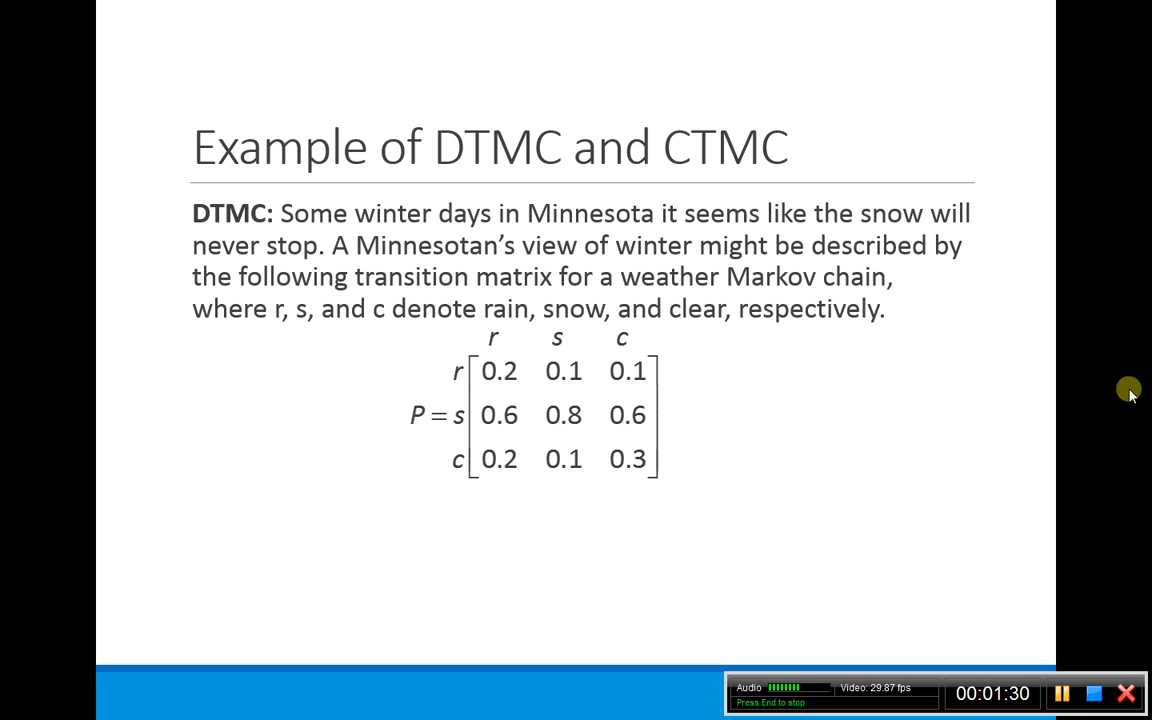 Example of DTMC and CTMC
DTMC: Some winter days in Minnesota it seems like the snow will
never stop. A Minnesotan’s view of winter might be described by
the following transition matrix for a weather Markov chain,
where r, s, and c denote rain, snow, and clear, respectively.
r s c
r 0.2 0.1 0.1
P = s 0.6 0.8 0.6
c 0.2 0.1 0.3
Audio Video: 29.87 fps
Press End to stop
00:01:30